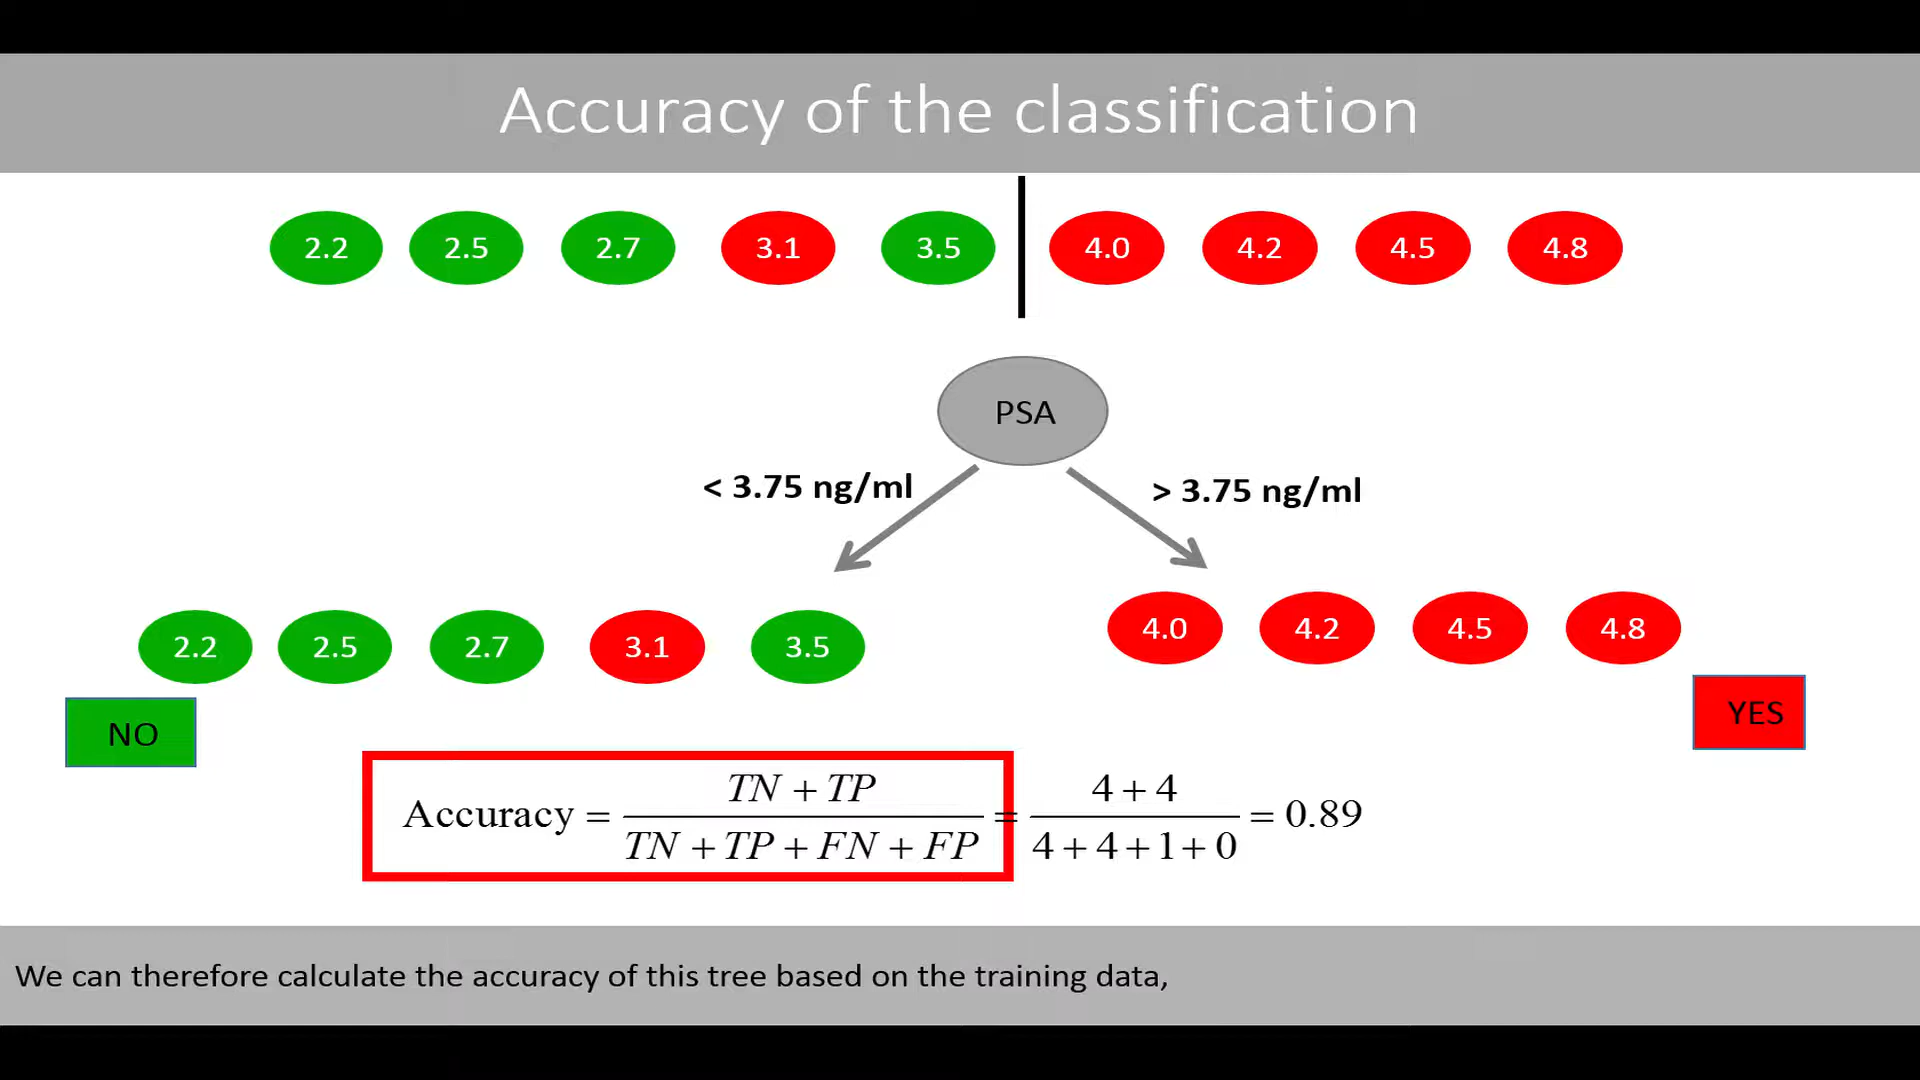 Accuracy of the classification
2.2 2.5 2.7 3.1 3.5 4.0 4.2 4.5 4.8
PSA
< 3.75 ng/ml > 3.75 ng/ml
2.2 2.5 2.7 3.1 3.5 4.0 4.2 4.5 4.8
NO YES
Accuracy = TN + TP / TN + TP + FN + FP = 4 + 4 / 4 + 4 + 1 + 0 = 0.89
We can therefore calculate the accuracy of this tree based on the training data,